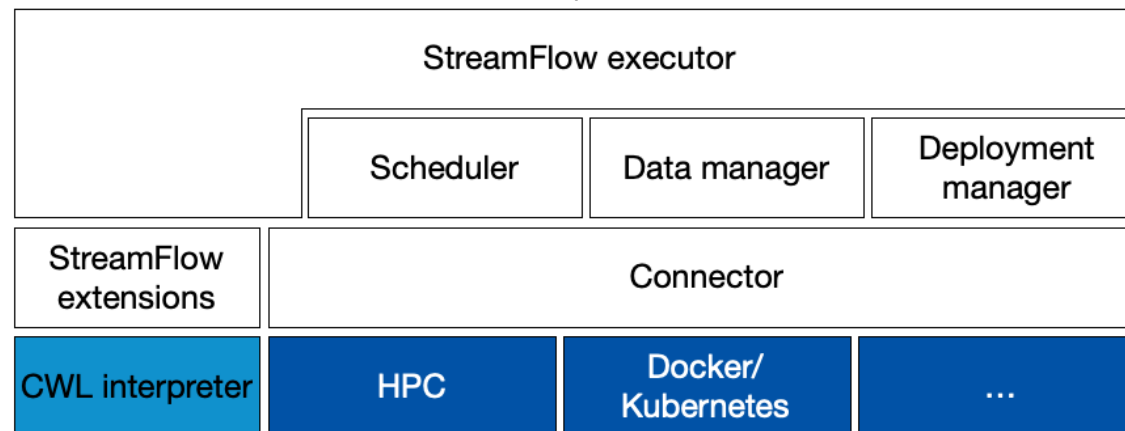 StreamFlow executor
Scheduler
Data manager
Deployment
manager
StreamFlow
extensions
Connector
CWL interpreter
HPC
Docker/
Kubernetes
...